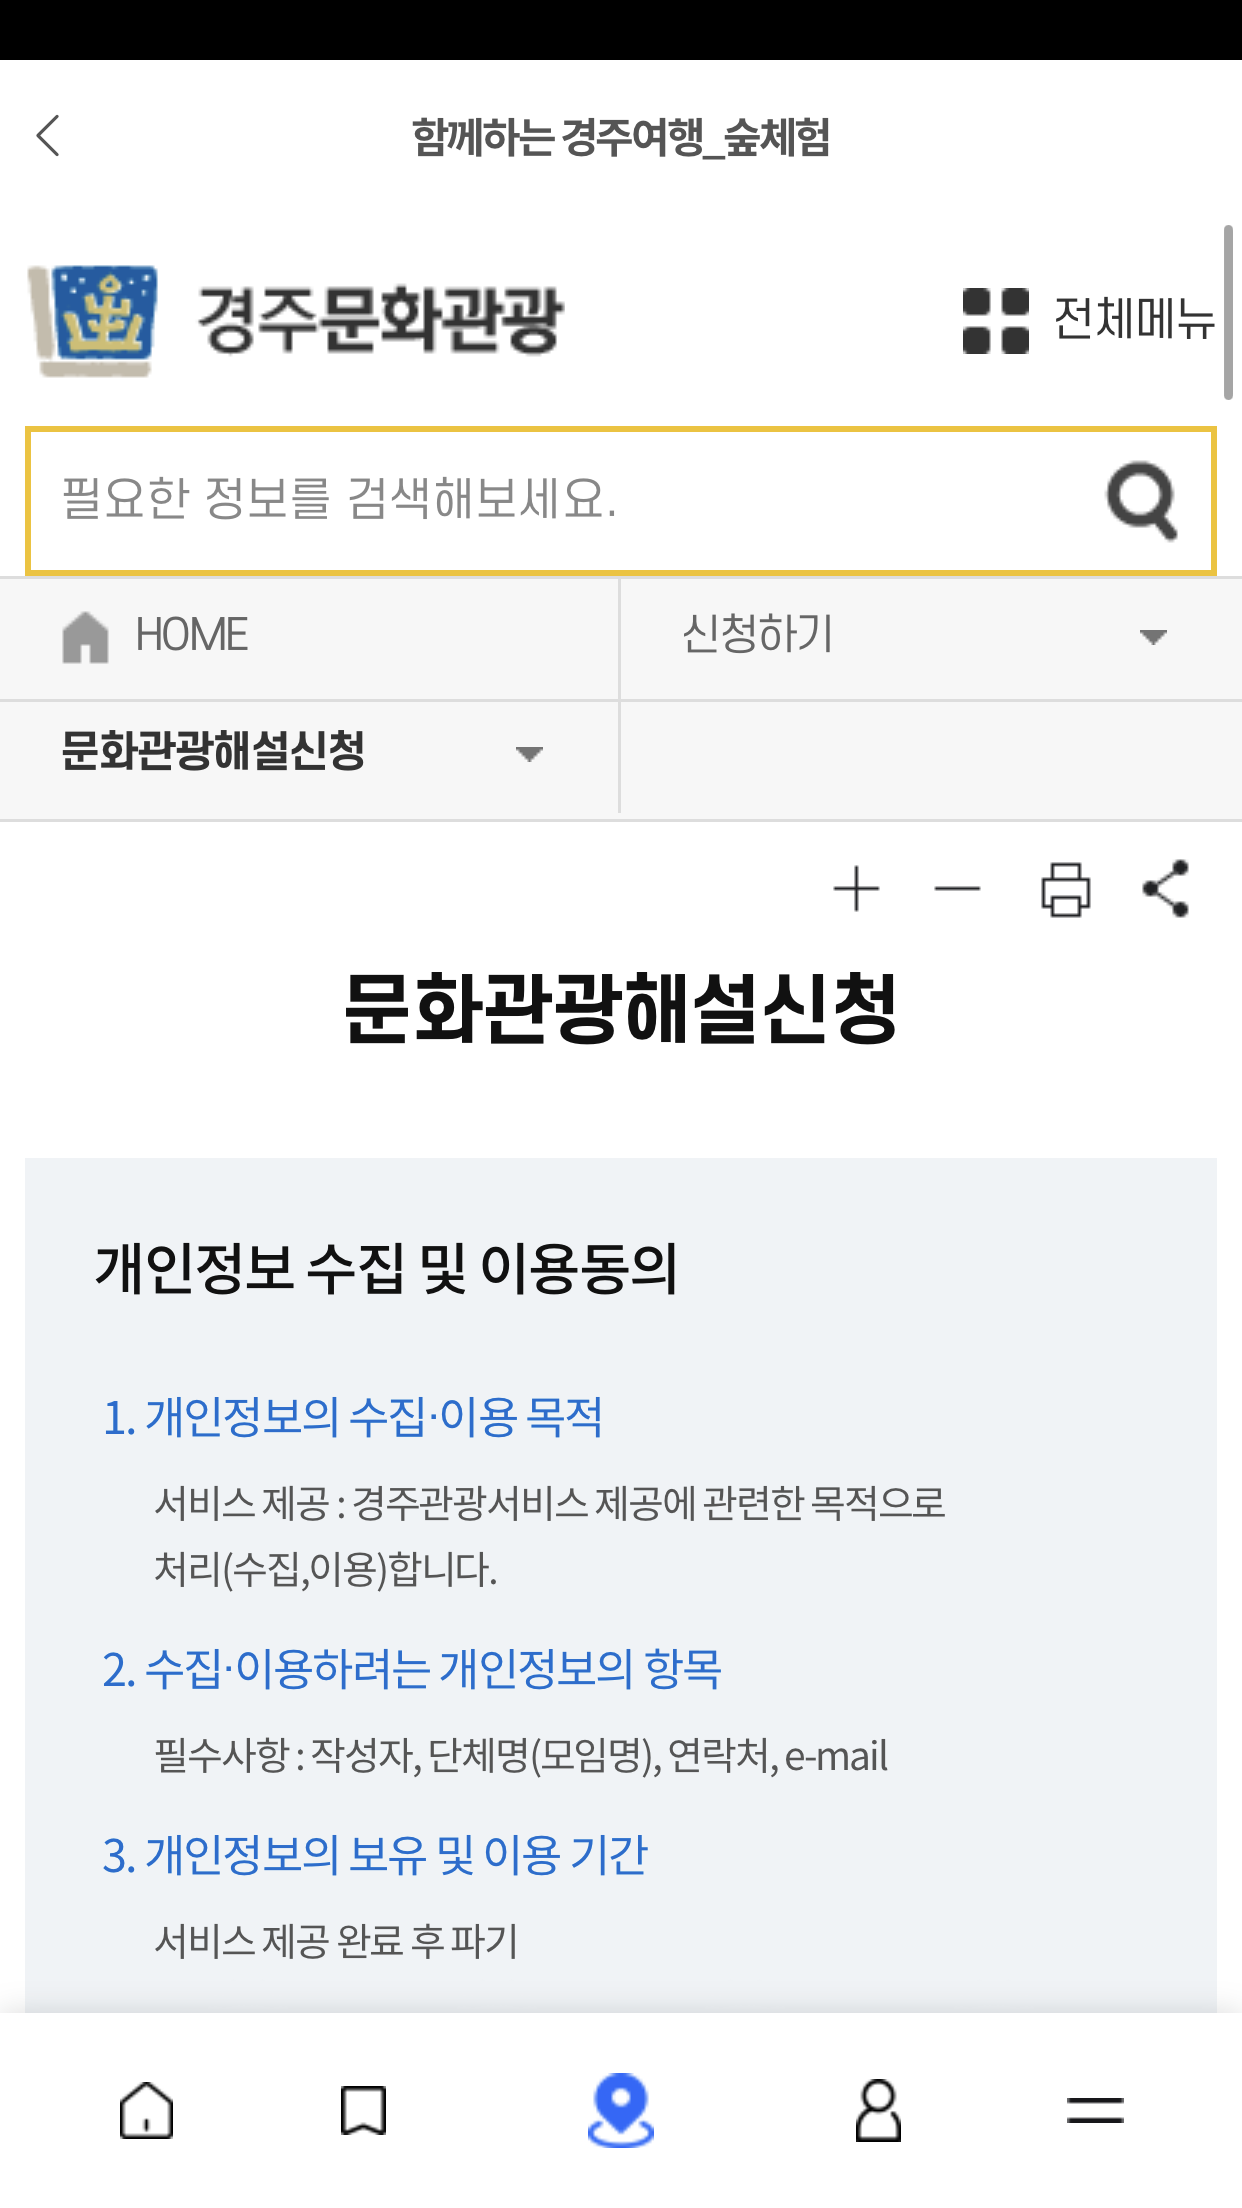 함께하는 경주여행_숲체험
경주문화관광
전체메뉴
필요한 정보를 검색해보세요.
HOME
신청하기
문화관광해설신청
문화관광해설신청
개인정보 수집 및 이용동의
1. 개인정보의 수집·이용 목적
서비스 제공 : 경주관광서비스 제공에 관련한 목적으로
처리(수집,이용)합니다.
2. 수집·이용하려는 개인정보의 항목
필수사항 : 작성자, 단체명(모임명), 연락처, e-mail
3. 개인정보의 보유 및 이용 기간
서비스 제공 완료 후 파기